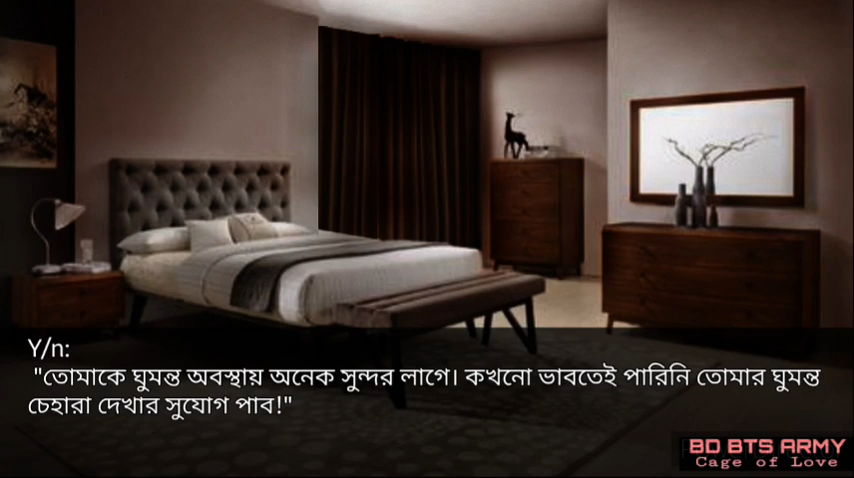 Y/n:
"তোমাকে ঘুমন্ত অবস্থায় অনেক সুন্দর লাগে। কখনো ভাবতেই পারিনি তোমার ঘুমন্ত
চেহারা দেখার সুযোগ পাব!"
BD BTS ARMY
Cage of Love